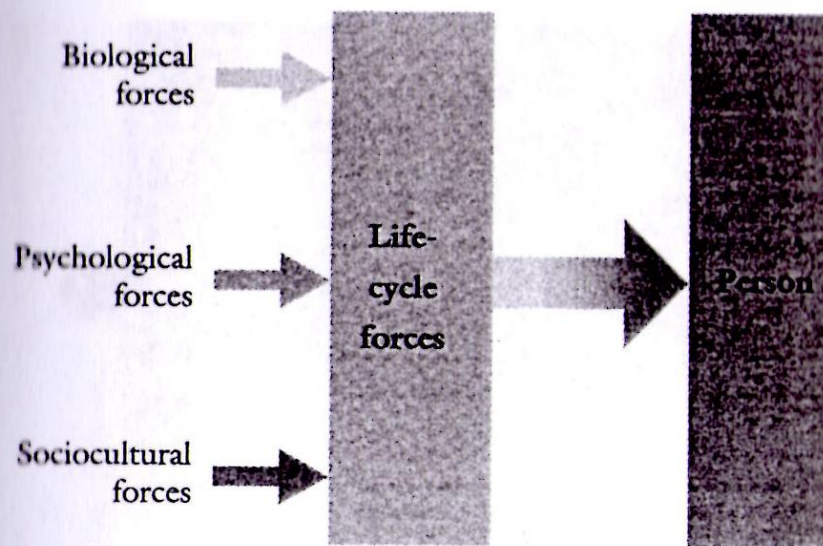 Biological
forces
Psychological
forces
Sociocultural
forces
Life-
cycle
forces
Person